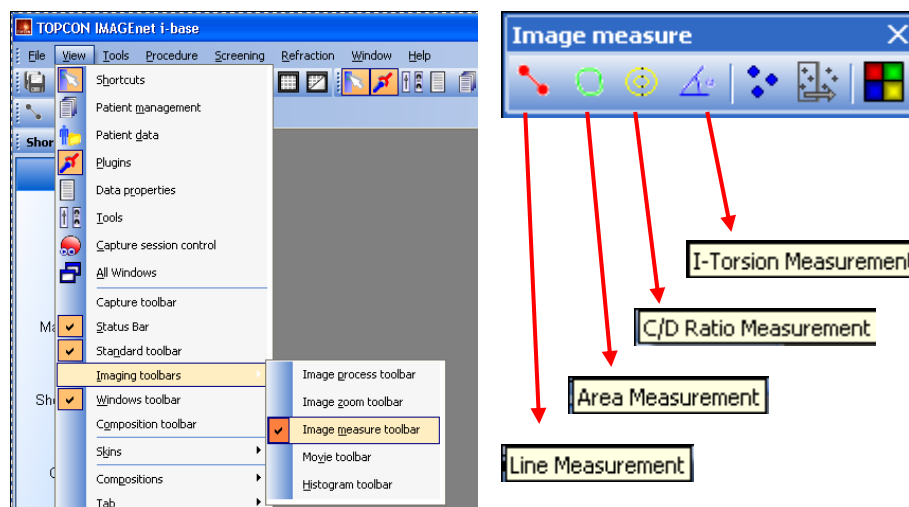 TOPCON IMAGEnet i-base
File View Tools Procedure Screening Refraction Window Help
Shor
Shortcuts
Patient management
Patient data
Plugins
Data properties
Tools
Capture session control
All Windows
Capture toolbar
Status Bar
Standard toolbar
Imaging toolbars
Windows toolbar
Composition toolbar
Skins
Compositions
Tab
Ma
Sh
Image process toolbar
Image zoom toolbar
Image measure toolbar
Movie toolbar
Histogram toolbar
Image measure
I-Torsion Measurement
C/D Ratio Measurement
Area Measurement
Line Measurement